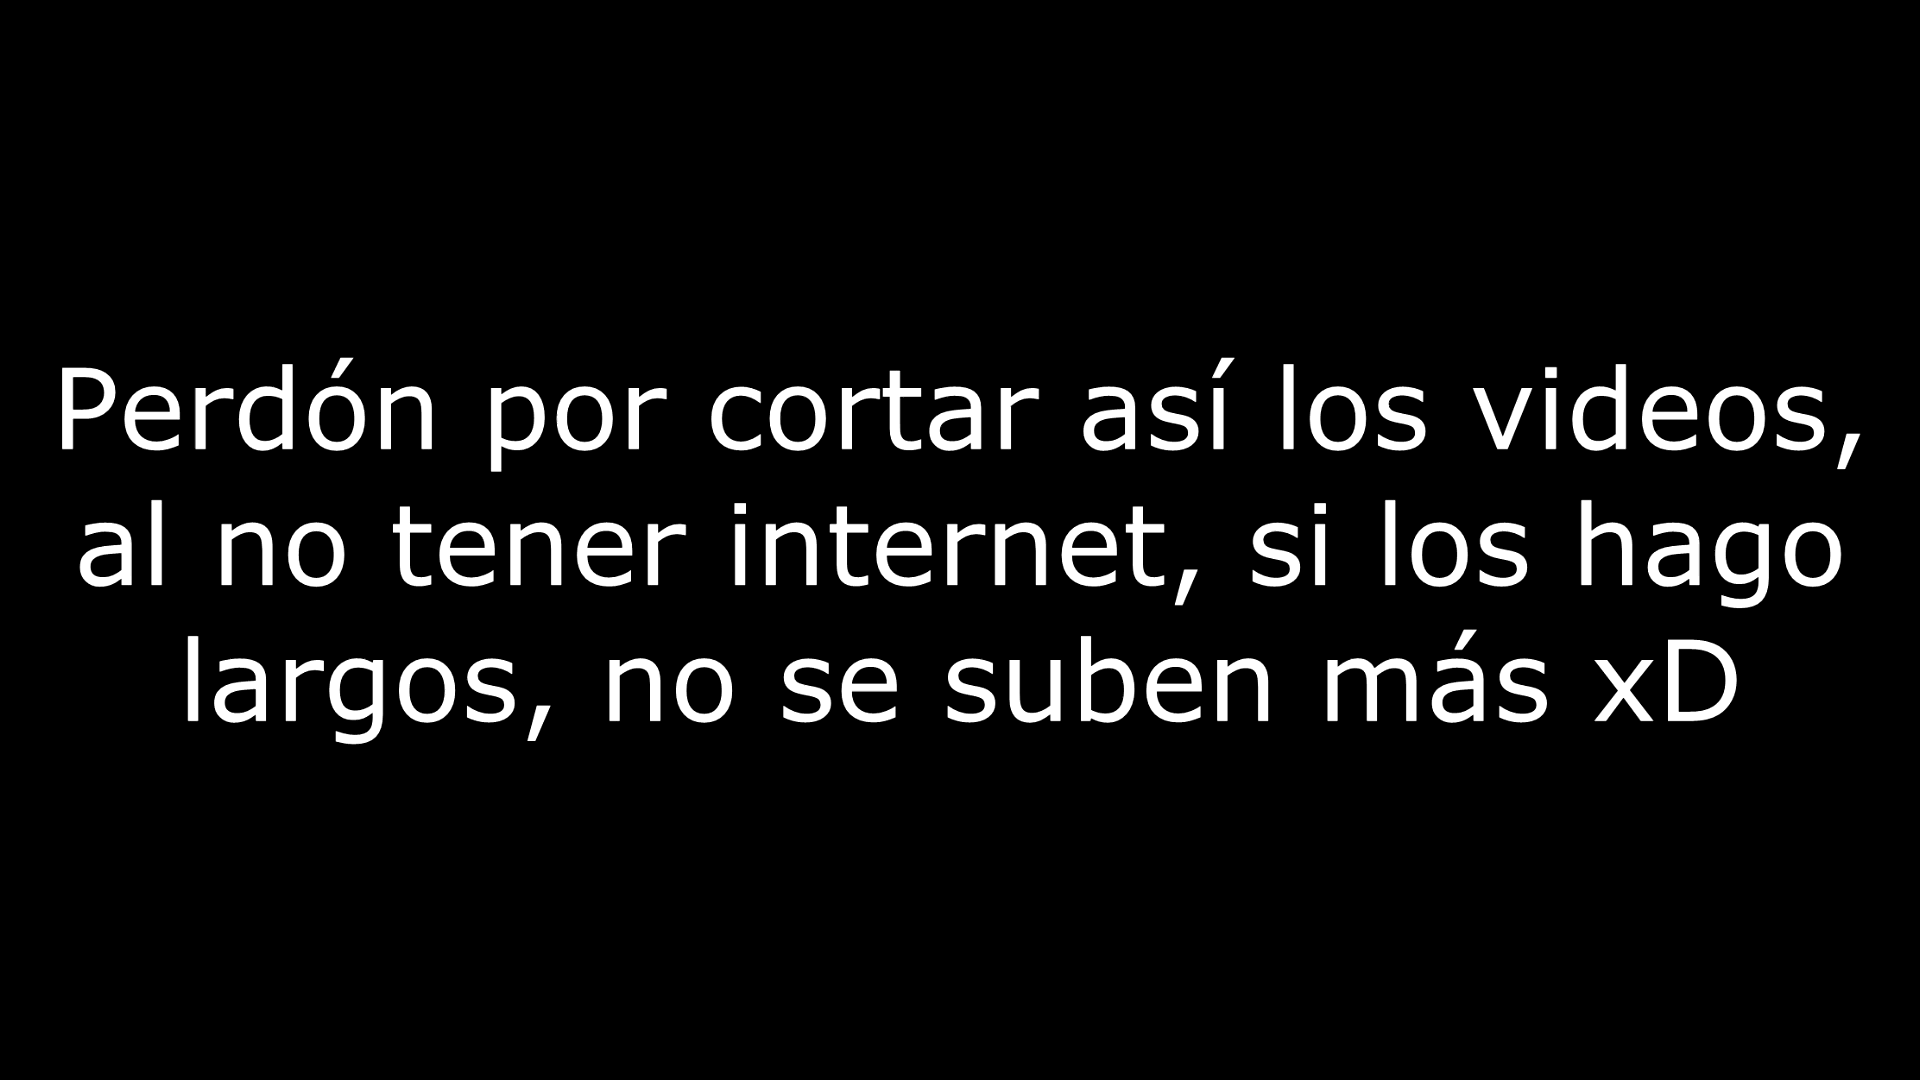 Perdón por cortar así los videos,
al no tener internet, si los hago
largos, no se suben más xD